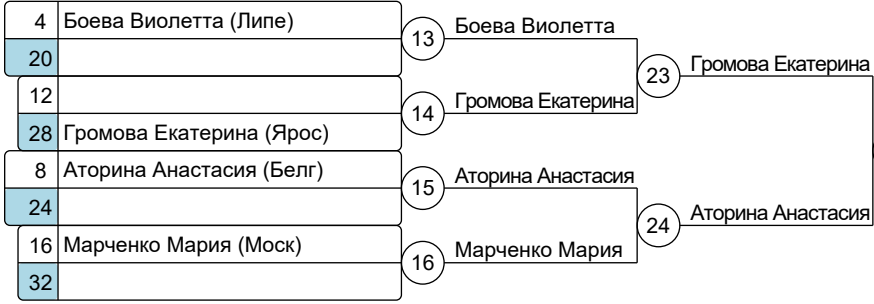 4 Боева Виолетта (Липе)
20
13 Боева Виолетта
12
28 Громова Екатерина (Ярос)
14 Громова Екатерина
23 Громова Екатерина
8 Аторина Анастасия (Белг)
24
15 Аторина Анастасия
16 Марченко Мария (Моск)
32
16 Марченко Мария
24 Аторина Анастасия